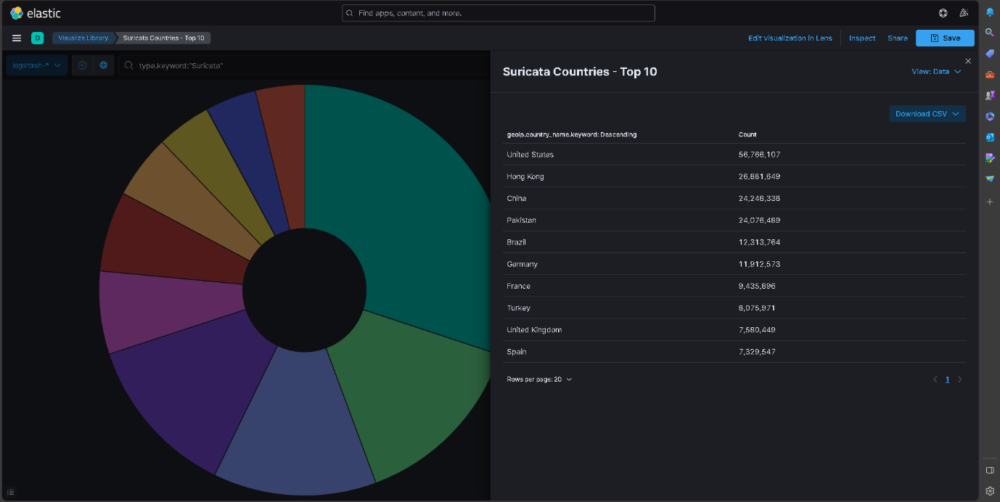 elastic
Find apps, content, and more.
D
Visualize Library
Suricata Countries - Top 10
Edit visualization in Lens
Inspect
Share
Save
logstash-*
type.keyword:"Suricata"
Suricata Countries - Top 10
View: Data
Download CSV
geoip.country_name.keyword: Descending Count
United States 56,766,107
Hong Kong 26,881,649
China 24,248,338
Pakistan 24,076,489
Brazil 12,313,764
Germany 11,912,573
France 9,435,896
Turkey 8,075,971
United Kingdom 7,580,449
Spain 7,329,547
Rows per page: 20
1